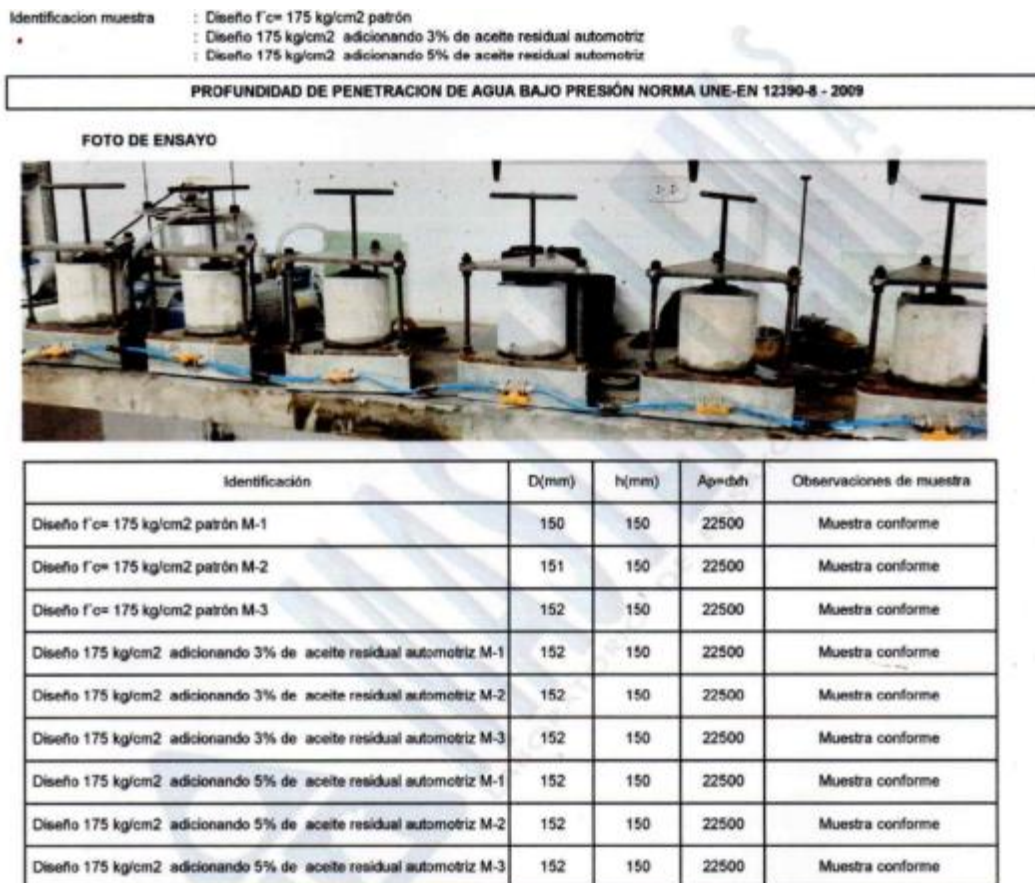 Identificacion muestra : Diseño f´c= 175 kg/cm2 patrón
: Diseño 175 kg/cm2 adicionando 3% de aceite residual automotriz
: Diseño 175 kg/cm2 adicionando 5% de aceite residual automotriz
PROFUNDIDAD DE PENETRACION DE AGUA BAJO PRESIÓN NORMA UNE-EN 12390-8 - 2009
FOTO DE ENSAYO
Identificación D(mm) h(mm) Ap=dxh Observaciones de muestra
Diseño f´c= 175 kg/cm2 patrón M-1 150 150 22500 Muestra conforme
Diseño f´c= 175 kg/cm2 patrón M-2 151 150 22500 Muestra conforme
Diseño f´c= 175 kg/cm2 patrón M-3 152 150 22500 Muestra conforme
Diseño 175 kg/cm2 adicionando 3% de aceite residual automotriz M-1 152 150 22500 Muestra conforme
Diseño 175 kg/cm2 adicionando 3% de aceite residual automotriz M-2 152 150 22500 Muestra conforme
Diseño 175 kg/cm2 adicionando 3% de aceite residual automotriz M-3 152 150 22500 Muestra conforme
Diseño 175 kg/cm2 adicionando 5% de aceite residual automotriz M-1 152 150 22500 Muestra conforme
Diseño 175 kg/cm2 adicionando 5% de aceite residual automotriz M-2 152 150 22500 Muestra conforme
Diseño 175 kg/cm2 adicionando 5% de aceite residual automotriz M-3 152 150 22500 Muestra conforme